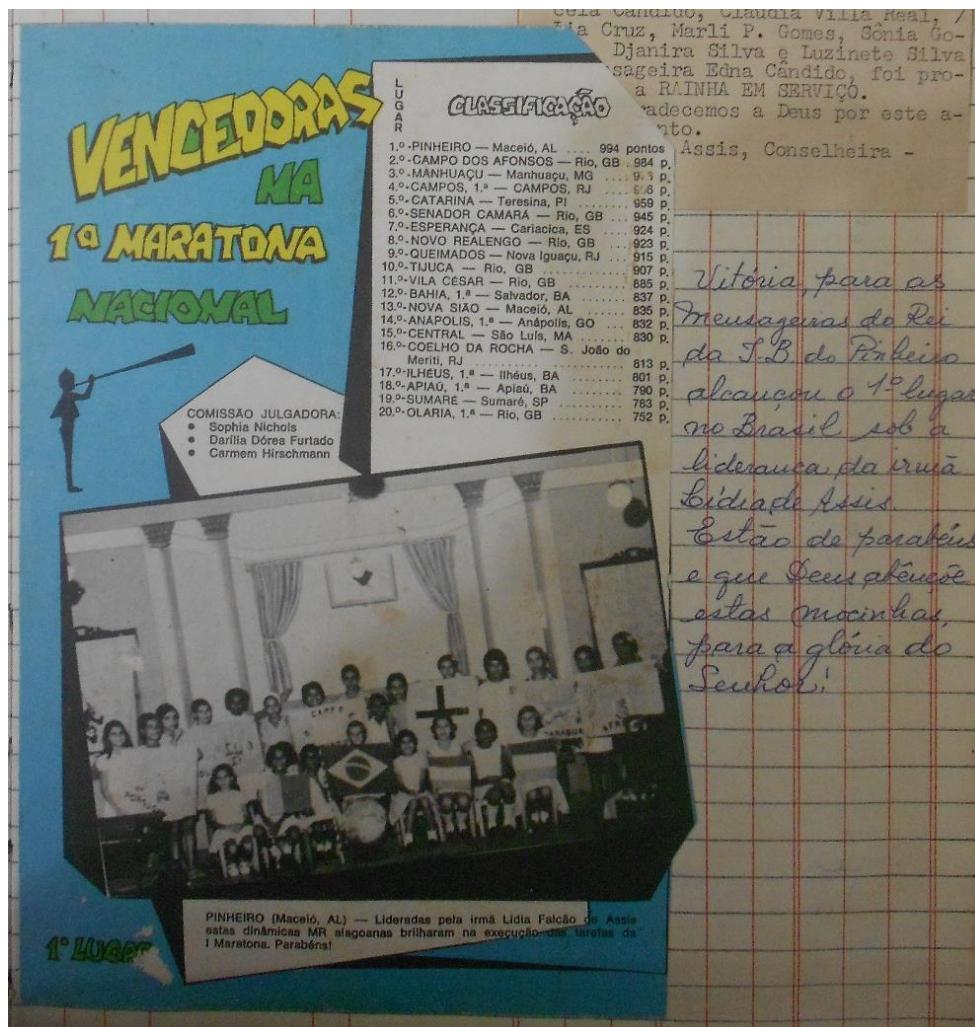 VENCEDORAS
NA
1ª MARATONA
NACIONAL
COMISSÃO JULGADORA:
● Sophia Nichols
● Darilia Dórea Furtado
● Carmem Hirschmann
LUGAR
CLASSIFICAÇÃO
1.º-PINHEIRO — Maceió, AL .... 994 pontos
2.º-CAMPO DOS AFONSOS — Rio, GB . 984 p.
3.º-MANHUAÇU — Manhuaçu, MG .... p.
4.º-CAMPOS, 1.ª — CAMPOS, RJ .... p.
5.º-CATARINA — Teresina, PI ....... 959 p.
6.º-SENADOR CAMARÁ — Rio, GB .. 945 p.
7.º-ESPERANÇA — Cariacica, ES ..... 924 p.
8.º-NOVO REALENGO — Rio, GB .... 923 p.
9.º-QUEIMADOS — Nova Iguaçu, RJ ... 915 p.
10.º-TIJUCA — Rio, GB ............ 907 p.
11.º-VILA CÉSAR — Rio, GB ........ 885 p.
12.º-BAHIA, 1.ª — Salvador, BA ...... 837 p.
13.º-NOVA SIÃO — Maceió, AL ...... 835 p.
14.º-ANÁPOLIS, 1.ª — Anápolis, GO ... 832 p.
15.º-CENTRAL — São Luís, MA ....... 830 p.
16.º-COELHO DA ROCHA — S. João do
Meriti, RJ ...................... 813 p.
17.º-ILHÉUS, 1.ª — Ilhéus, BA ........ 801 p.
18.º-APIAÚ, 1.ª — Apiaú, BA ........ 790 p.
19.º-SUMARÉ — Sumaré, SP ......... 783 p.
20.º-OLARIA, 1.ª — Rio, GB ......... 752 p.
PINHEIRO (Maceió, AL) — Lideradas pela irmã Lídia Falcão de Assis
estas dinâmicas MR alagoanas brilharam na execução das tarefas da
I Maratona. Parabéns!
1º LUGAR
Candido, Claudia Villa Real, /
Cruz, Marli P. Gomes, Sônia Go-
Djanira Silva e Luzinete Silva
sageira Edna Cândido, foi pro-
a RAINHA EM SERVIÇO.
adecemos a Deus por este a-
nto.
Assis, Conselheira -
Vitória, para as
Mensageiras do Rei
da I.B. do Pinheiro
alcançou o 1º lugar
no Brasil sob a
liderança da irmã
Lídia de Assis.
Estão de parabéns
e que Deus abênçõe
estas mocinhas,
para a glória do
Senhor!